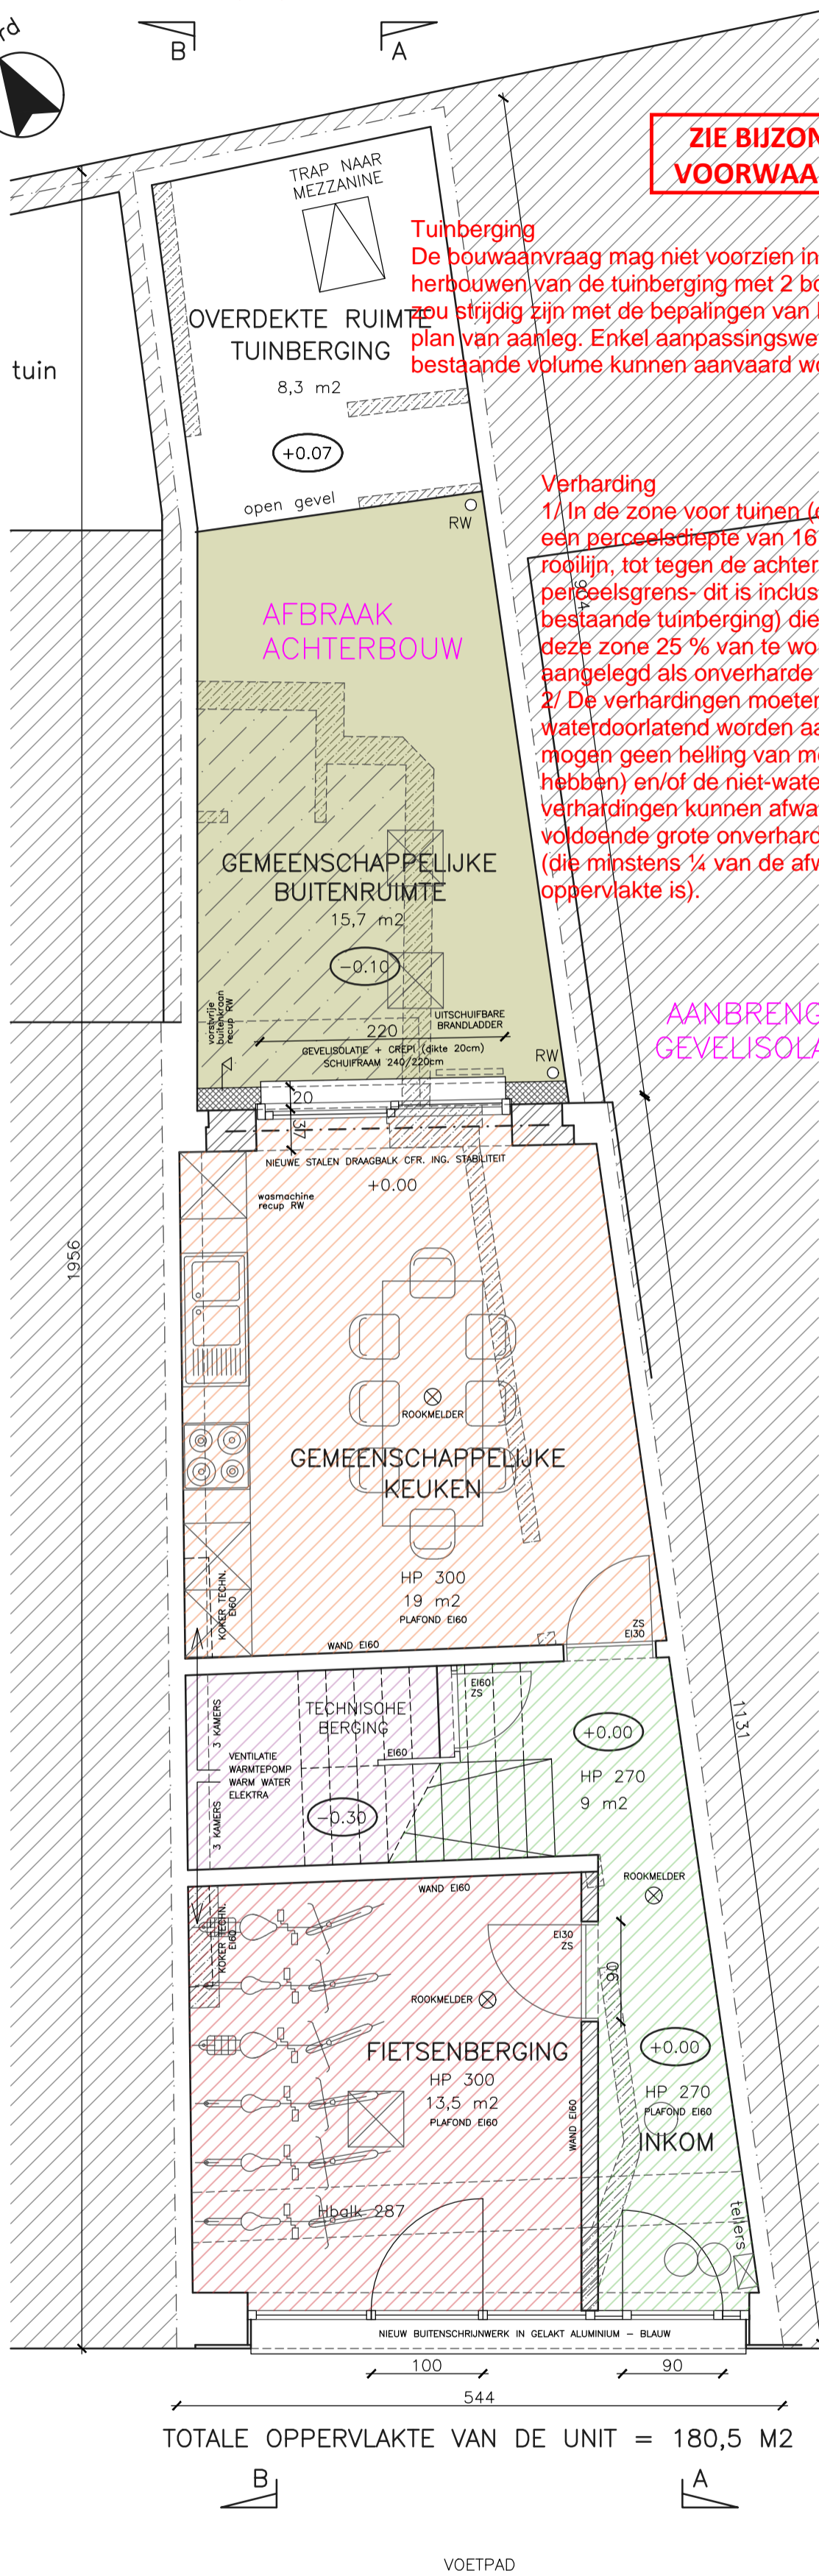 rd
B
A
ZIE BIJZON
VOORWAA
TRAP NAAR
MEZZANINE
Tuinberging
De bouwaanvraag mag niet voorzien in
herbouwen van de tuinberging met 2 bo
zou strijdig zijn met de bepalingen van
plan van aanleg. Enkel aanpassingswe
bestaande volume kunnen aanvaard wo
OVERDEKTE RUIMTE
TUINBERGING
8,3 m2
tuin
+0.07
open gevel
RW
Verharding
1/ In de zone voor tuinen (
een perceelsdiepte van 16
rooilijn, tot tegen de achter
perceelsgrens- dit is inclus
bestaande tuinberging) die
deze zone 25 % van te wo
aangelegd als onverharde
2/ De verhardingen moeten
waterdoorlatend worden aa
mogen geen helling van me
hebben) en/of de niet-wate
verhardingen kunnen afwa
voldoende grote onverhard
(die minstens ¼ van de afw
oppervlakte is).
904
AFBRAAK
ACHTERBOUW
GEMEENSCHAPPELIJKE
BUITENRUIMTE
15,7 m2
-0.10
vorstvrije
buitenkraan
recup RW
UITSCHUIFBARE
BRANDLADDER
220
GEVELISOLATIE + CREPI (dikte 20cm)
SCHUIFRAAM 240/220cm
RW
AANBRENG
GEVELISOLA
20
37
NIEUWE STALEN DRAAGBALK CFR. ING. STABILITEIT
+0.00
wasmachine
recup RW
1956
ROOKMELDER
GEMEENSCHAPPELIJKE
KEUKEN
HP 300
19 m2
PLAFOND EI60
KOKER TECHN.
EI60
WAND EI60
ZS
EI30
3 KAMERS
TECHNISCHE
BERGING
EI60
ZS
EI60
VENTILATIE
WARMTEPOMP
WARM WATER
ELEKTRA
3 KAMERS
-0.30
+0.00
HP 270
9 m2
1131
ROOKMELDER
WAND EI60
KOKER TECHN.
EI60
EI30
ZS
90
ROOKMELDER
FIETSENBERGING
HP 300
13,5 m2
PLAFOND EI60
WAND EI60
+0.00
HP 270
PLAFOND EI60
INKOM
Hbalk 287
tellers
NIEUW BUITENSCHRIJNWERK IN GELAKT ALUMINIUM - BLAUW
100
90
544
TOTALE OPPERVLAKTE VAN DE UNIT = 180,5 M2
B
A
VOETPAD